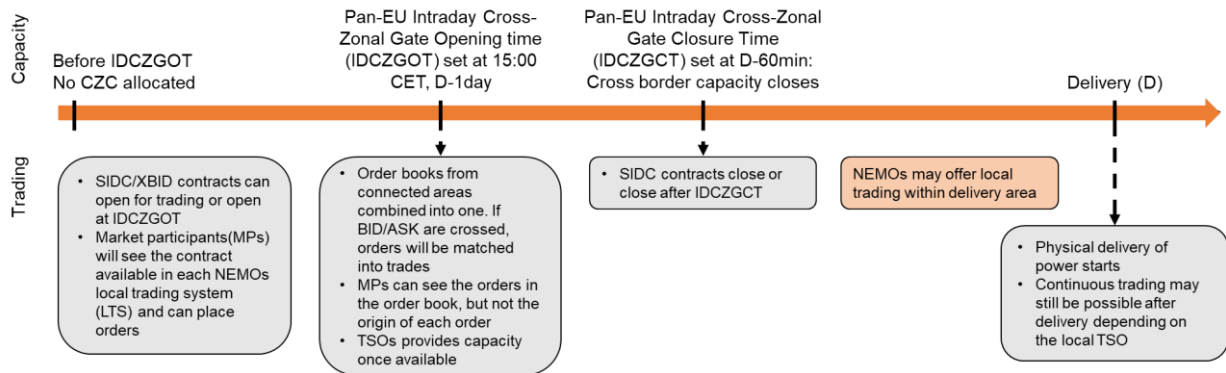 Capacity
Before IDCZGOT
No CZC allocated
Pan-EU Intraday Cross-
Zonal Gate Opening time
(IDCZGOT) set at 15:00
CET, D-1day
Pan-EU Intraday Cross-Zonal
Gate Closure Time
(IDCZGCT) set at D-60min:
Cross border capacity closes
Delivery (D)
Trading
• SIDC/XBID contracts can
open for trading or open
at IDCZGOT
• Market participants(MPs)
will see the contract
available in each NEMOs
local trading system
(LTS) and can place
orders
• Order books from
connected areas
combined into one. If
BID/ASK are crossed,
orders will be matched
into trades
• MPs can see the orders in
the order book, but not the
origin of each order
• TSOs provides capacity
once available
• SIDC contracts close or
close after IDCZGCT
NEMOs may offer local
trading within delivery area
• Physical delivery of
power starts
• Continuous trading may
still be possible after
delivery depending on
the local TSO